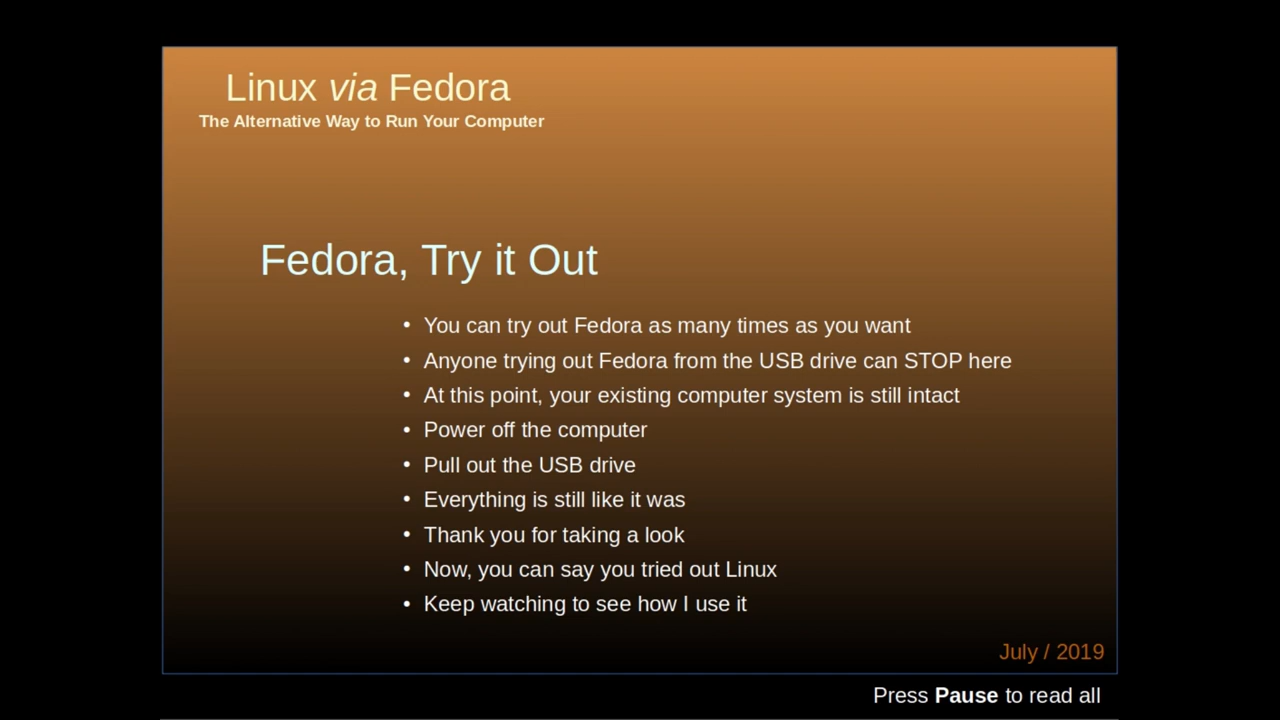 Linux via Fedora
The Alternative Way to Run Your Computer
Fedora, Try it Out
• You can try out Fedora as many times as you want
• Anyone trying out Fedora from the USB drive can STOP here
• At this point, your existing computer system is still intact
• Power off the computer
• Pull out the USB drive
• Everything is still like it was
• Thank you for taking a look
• Now, you can say you tried out Linux
• Keep watching to see how I use it
July / 2019
Press Pause to read all